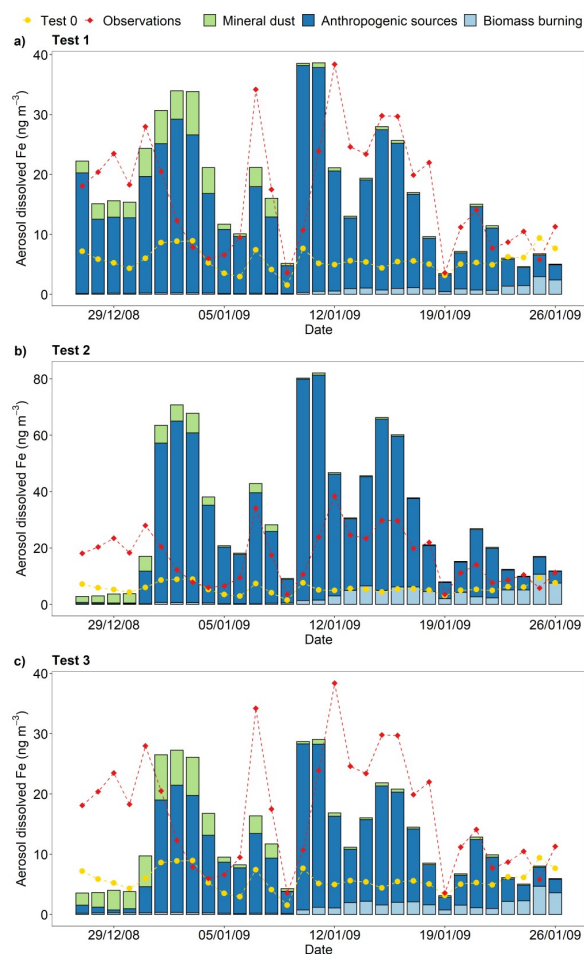 Test 0 Observations Mineral dust Anthropogenic sources Biomass burning
a) Test 1
40
30
20
10
0
Aerosol dissolved Fe (ng m⁻³)
29/12/08 05/01/09 12/01/09 19/01/09 26/01/09
Date
b) Test 2
80
60
40
20
0
Aerosol dissolved Fe (ng m⁻³)
29/12/08 05/01/09 12/01/09 19/01/09 26/01/09
Date
c) Test 3
40
30
20
10
0
Aerosol dissolved Fe (ng m⁻³)
29/12/08 05/01/09 12/01/09 19/01/09 26/01/09
Date